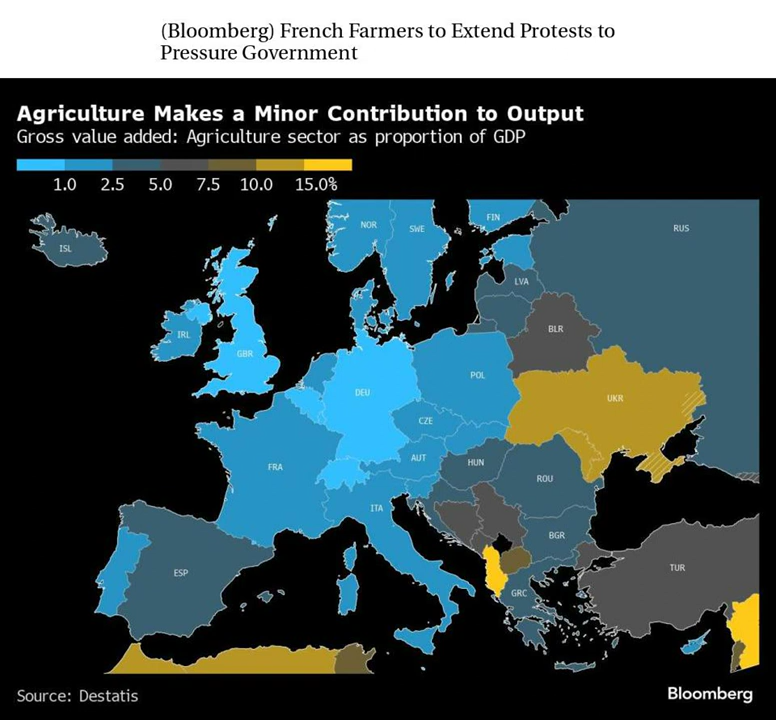 (Bloomberg) French Farmers to Extend Protests to
Pressure Government
Agriculture Makes a Minor Contribution to Output
Gross value added: Agriculture sector as proportion of GDP
1.0 2.5 5.0 7.5 10.0 15.0%
NOR
SWE
FIN
RUS
ISL
LVA
IRL
GBR
BLR
DEU
POL
UKR
CZE
AUT
HUN
FRA
ROU
ITA
BGR
ESP
TUR
GRC
Source: Destatis
Bloomberg